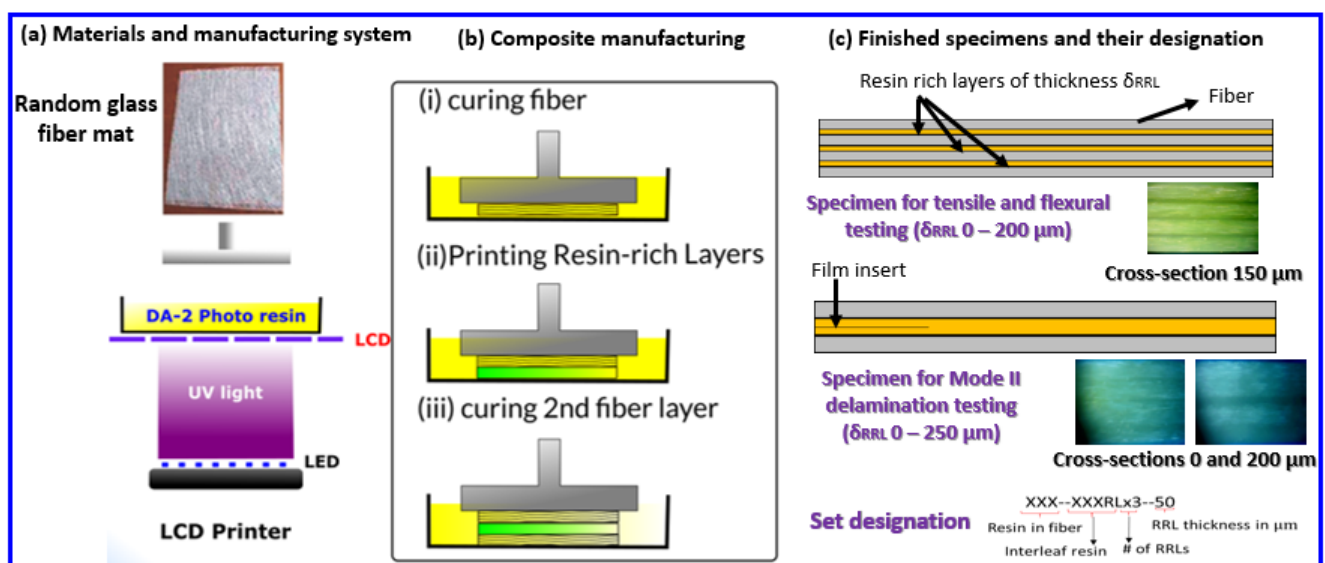 (a) Materials and manufacturing system
Random glass
fiber mat
DA-2 Photo resin
LCD
UV light
LED
LCD Printer
(b) Composite manufacturing
(i) curing fiber
(ii)Printing Resin-rich Layers
(iii) curing 2nd fiber layer
(c) Finished specimens and their designation
Resin rich layers of thickness δRRL
Fiber
Specimen for tensile and flexural
testing (δRRL 0 – 200 µm)
Cross-section 150 µm
Film insert
Specimen for Mode II
delamination testing
(δRRL 0 – 250 µm)
Cross-sections 0 and 200 µm
Set designation
XXX--XXXRLx3--50
Resin in fiber
RRL thickness in µm
Interleaf resin
# of RRLs